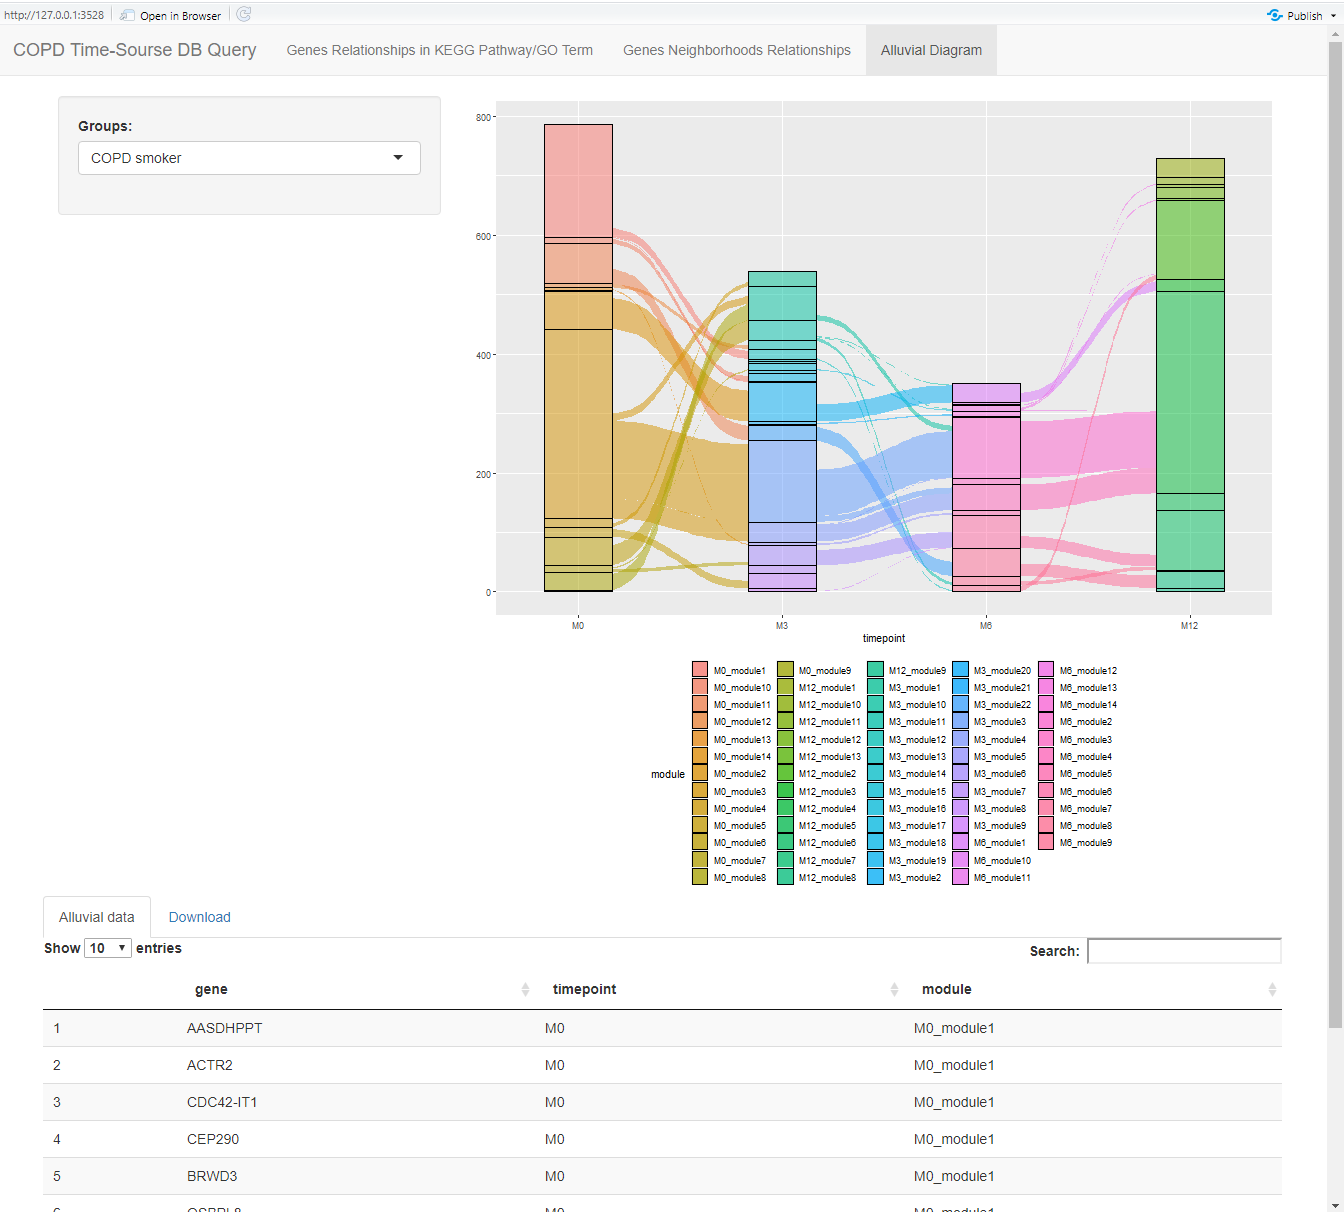 http://127.0.0.1:3528 Open in Browser Publish
COPD Time-Sourse DB Query Genes Relationships in KEGG Pathway/GO Term Genes Neighborhoods Relationships Alluvial Diagram
Groups:
COPD smoker
800
600
400
200
0
M0 M3 M6 M12
timepoint
module
M0_module1 M0_module9 M12_module9 M3_module20 M6_module12
M0_module10 M12_module1 M3_module1 M3_module21 M6_module13
M0_module11 M12_module10 M3_module10 M3_module22 M6_module14
M0_module12 M12_module11 M3_module11 M3_module3 M6_module2
M0_module13 M12_module12 M3_module12 M3_module4 M6_module3
M0_module14 M12_module13 M3_module13 M3_module5 M6_module4
M0_module2 M12_module2 M3_module14 M3_module6 M6_module5
M0_module3 M12_module3 M3_module15 M3_module7 M6_module6
M0_module4 M12_module4 M3_module16 M3_module8 M6_module7
M0_module5 M12_module5 M3_module17 M3_module9 M6_module8
M0_module6 M12_module6 M3_module18 M6_module1 M6_module9
M0_module7 M12_module7 M3_module19 M6_module10
M0_module8 M12_module8 M3_module2 M6_module11
Alluvial data Download
Show 10 entries Search:
gene timepoint module
1 AASDHPPT M0 M0_module1
2 ACTR2 M0 M0_module1
3 CDC42-IT1 M0 M0_module1
4 CEP290 M0 M0_module1
5 BRWD3 M0 M0_module1